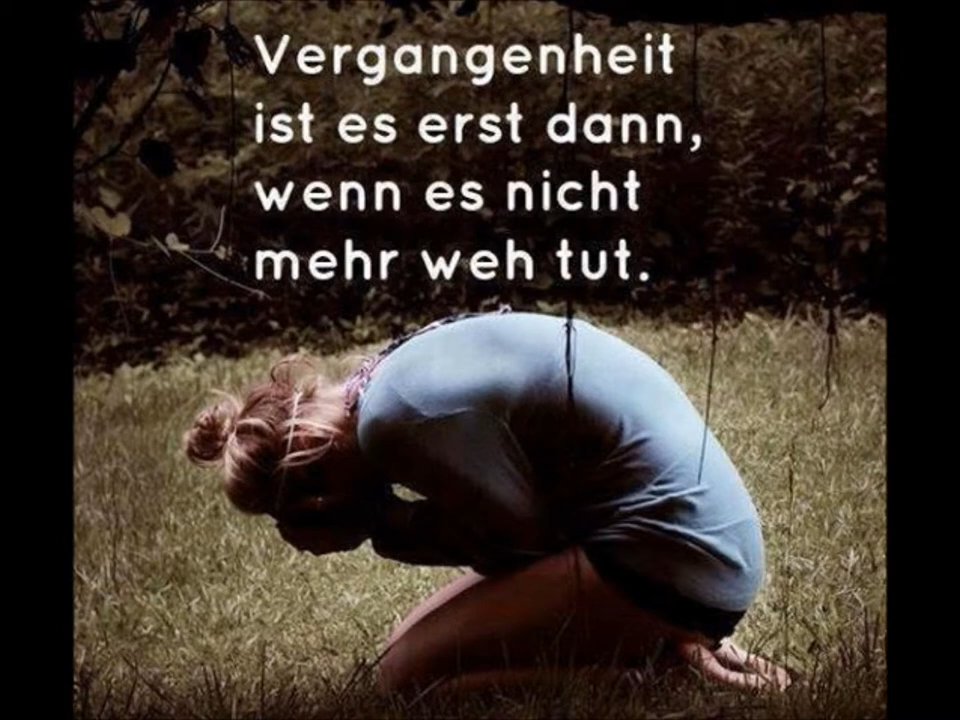 Vergangenheit
ist es erst dann,
wenn es nicht
mehr weh tut.